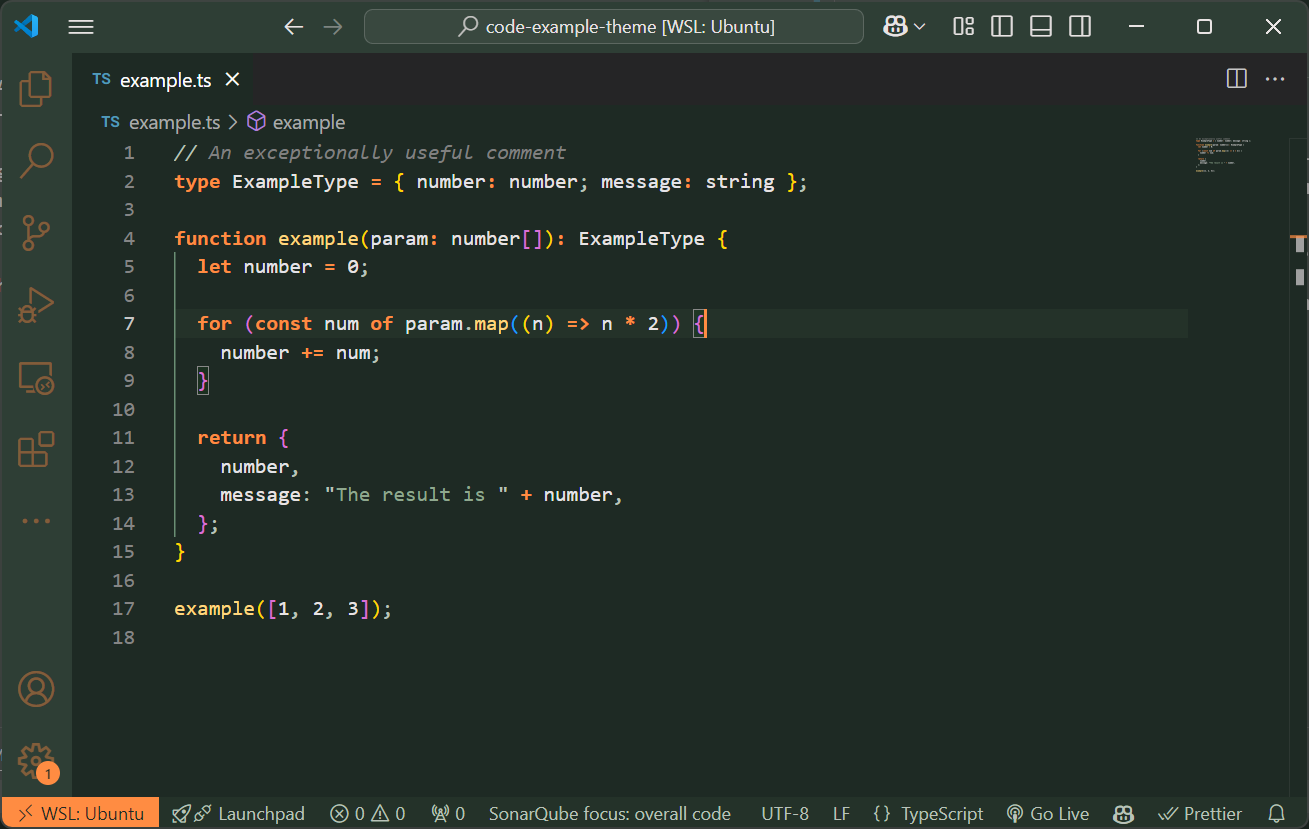 code-example-theme [WSL: Ubuntu]
TS example.ts
TS example.ts > example
1 // An exceptionally useful comment
2 type ExampleType = { number: number; message: string };
3
4 function example(param: number[]): ExampleType {
5   let number = 0;
6
7   for (const num of param.map((n) => n * 2)) {
8     number += num;
9   }
10
11   return {
12     number,
13     message: "The result is " + number,
14   };
15 }
16
17 example([1, 2, 3]);
18
1
WSL: Ubuntu Launchpad 0 0 0 SonarQube focus: overall code UTF-8 LF {} TypeScript Go Live Prettier